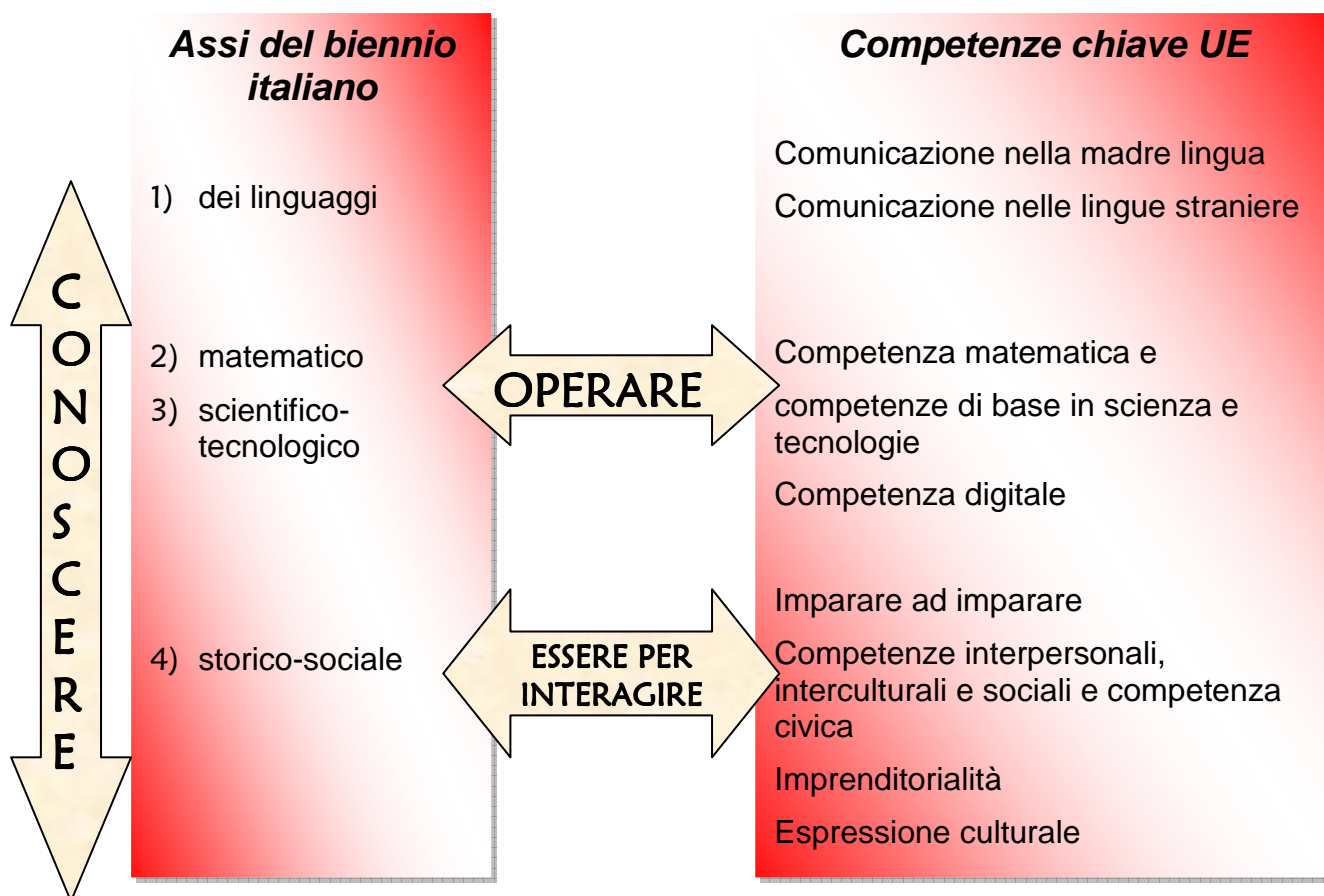 CONOSCERE
Assi del biennio
italiano
1) dei linguaggi
2) matematico
3) scientifico-
tecnologico
4) storico-sociale
OPERARE
ESSERE PER
INTERAGIRE
Competenze chiave UE
Comunicazione nella madre lingua
Comunicazione nelle lingue straniere
Competenza matematica e
competenze di base in scienza e
tecnologie
Competenza digitale
Imparare ad imparare
Competenze interpersonali,
interculturali e sociali e competenza
civica
Imprenditorialità
Espressione culturale